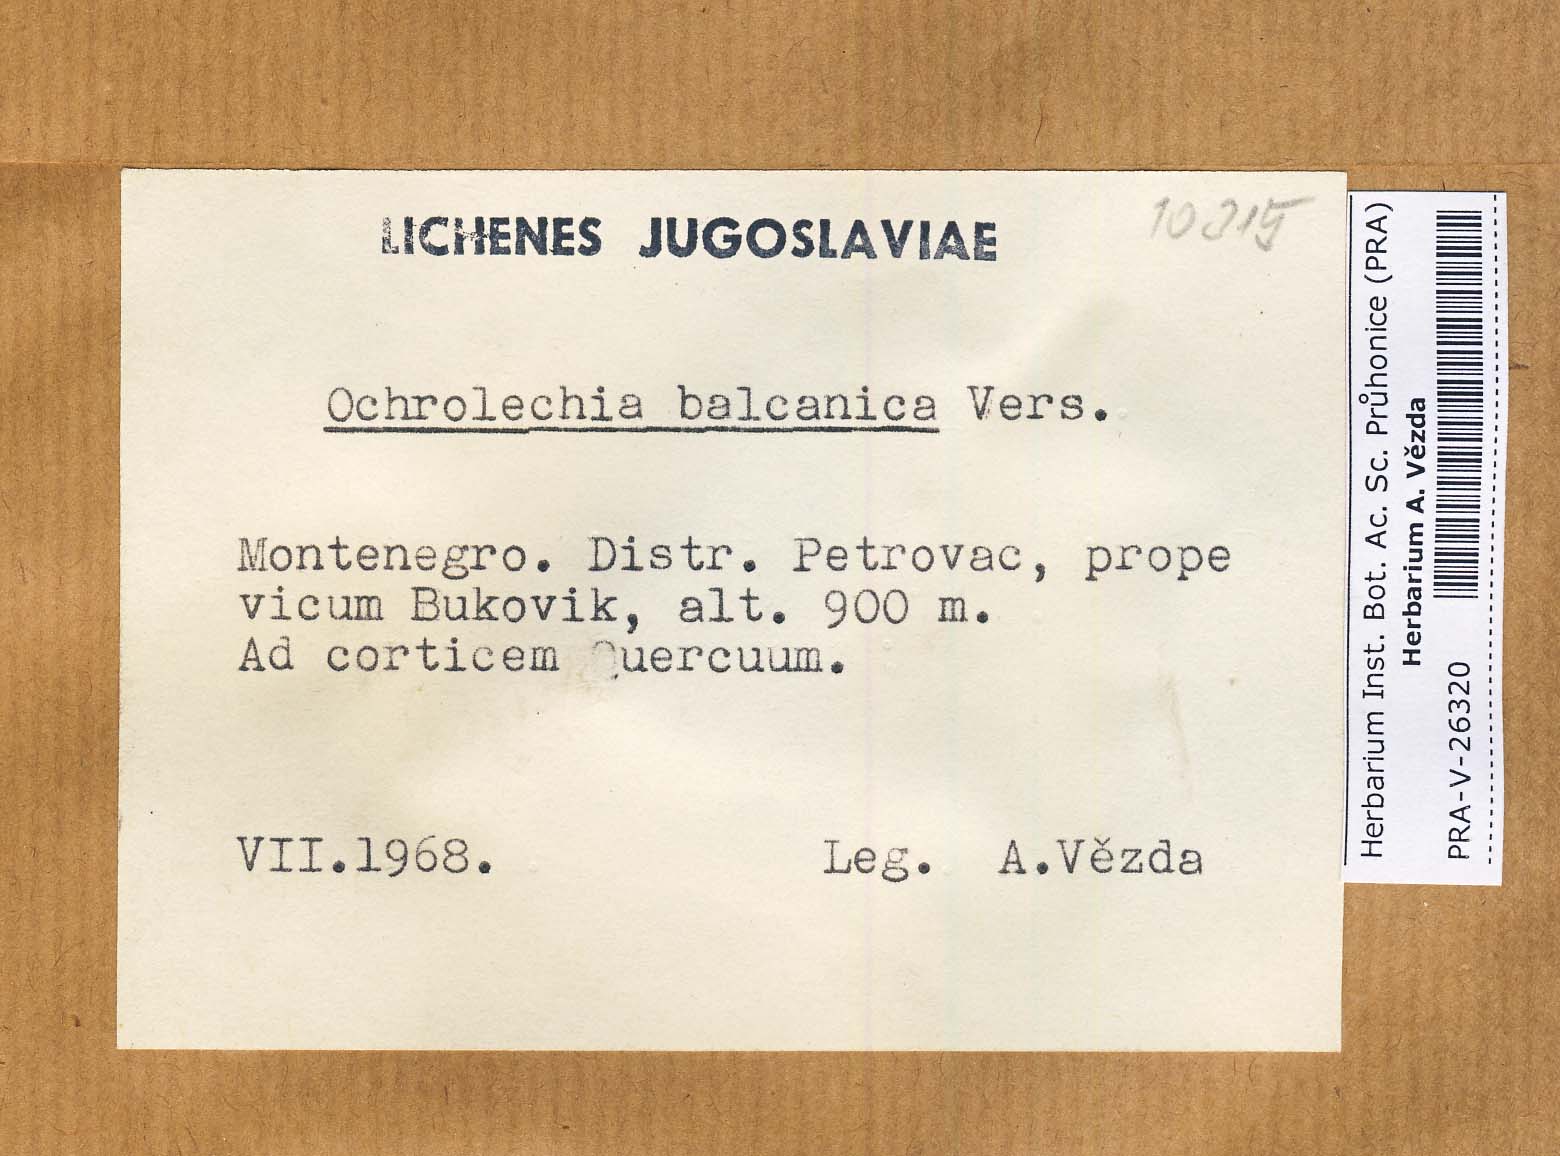 LICHENES JUGOSLAVIAE
Ochrolechia balcanica Vers.
Montenegro. Distr. Petrovac, prope
vicum Bukovik, alt. 900 m.
Ad corticem Quercuum.
VII.1968. Leg. A.Vězda
Herbarium Inst. Bot. Ac. Sc. Průhonice (PRA)
Herbarium A. Vězda
PRA-V-26320